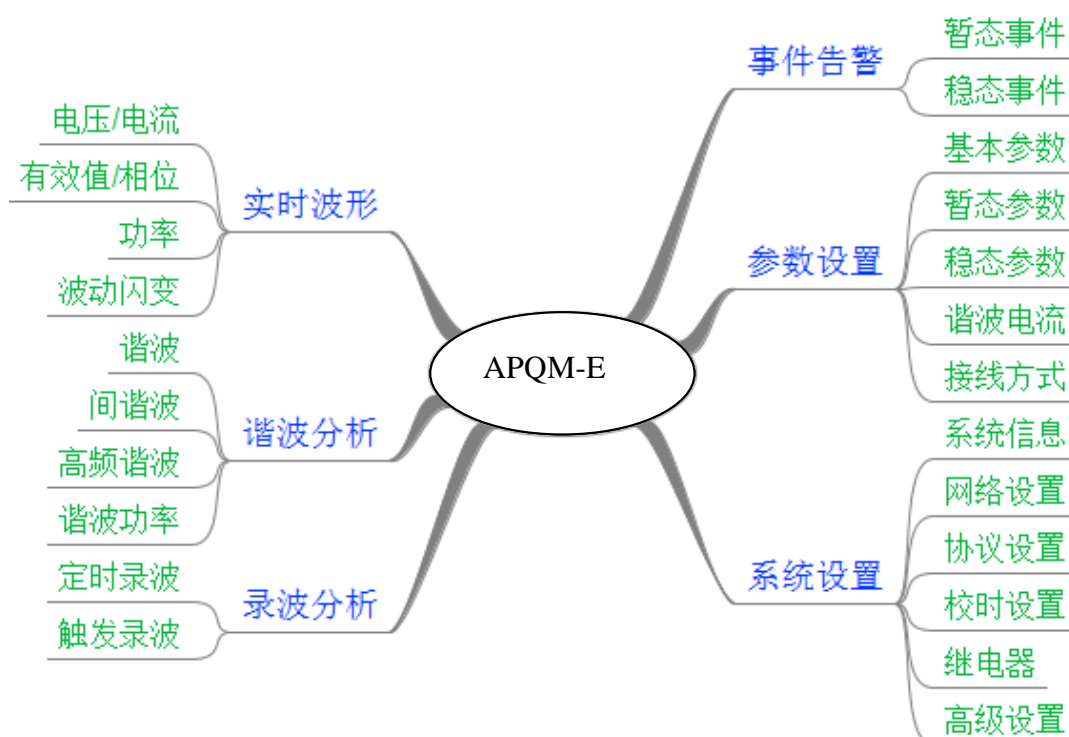 APQM-E
实时波形
电压/电流
有效值/相位
功率
波动闪变
谐波分析
谐波
间谐波
高频谐波
谐波功率
录波分析
定时录波
触发录波
事件告警
暂态事件
稳态事件
参数设置
基本参数
暂态参数
稳态参数
谐波电流
接线方式
系统设置
系统信息
网络设置
协议设置
校时设置
继电器
高级设置